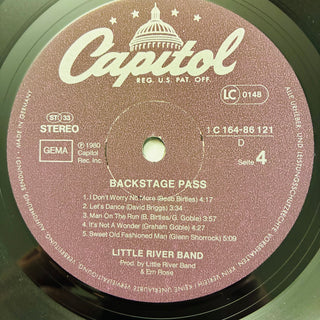 Capitol
REG. U.S. PAT. OFF.
MADE IN GERMANY
ST 33
STEREO
GEMA
℗ 1980
Capitol
Rec. Inc.
LC 0148
1 C 164-86 121
D
Seite 4
BACKSTAGE PASS
1. I Don't Worry No More (Beeb Birtles) 4:17
2. Let's Dance (David Briggs) 3:34
3. Man On The Run (B. Birtles/G. Goble)
4. It's Not A Wonder (Graham Goble) 4:27
5. Sweet Old Fashioned Man (Glenn Shorrock) 5:09
LITTLE RIVER BAND
Prod. by Little River Band
& Ern Rose